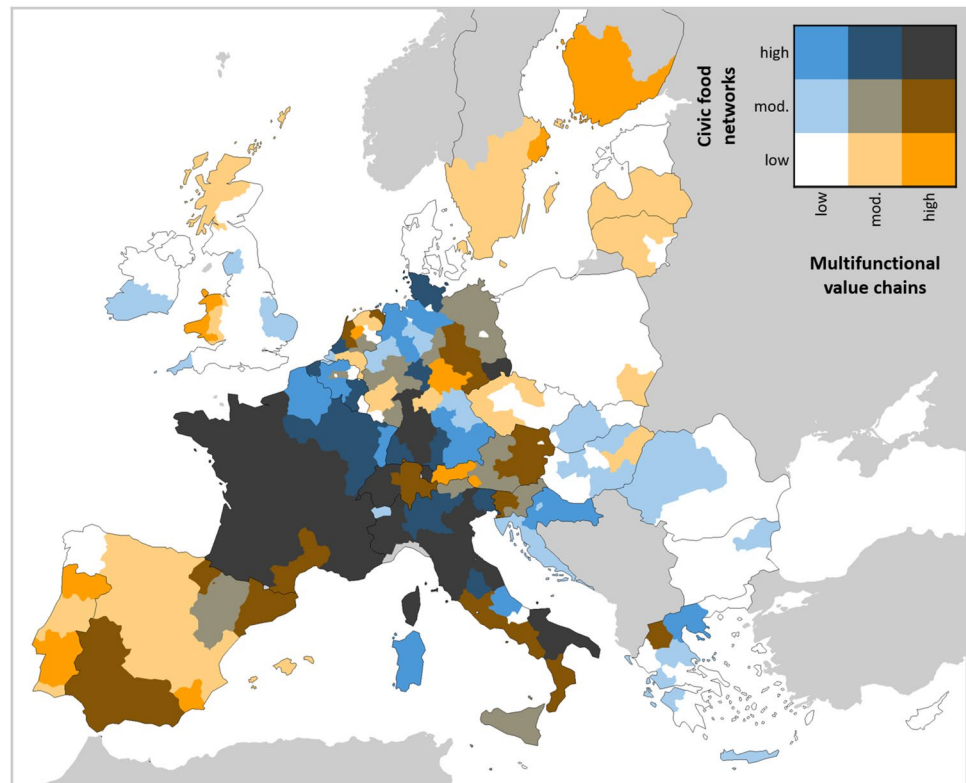 Civic food
networks
high
mod.
low
low
mod.
high
Multifunctional
value chains